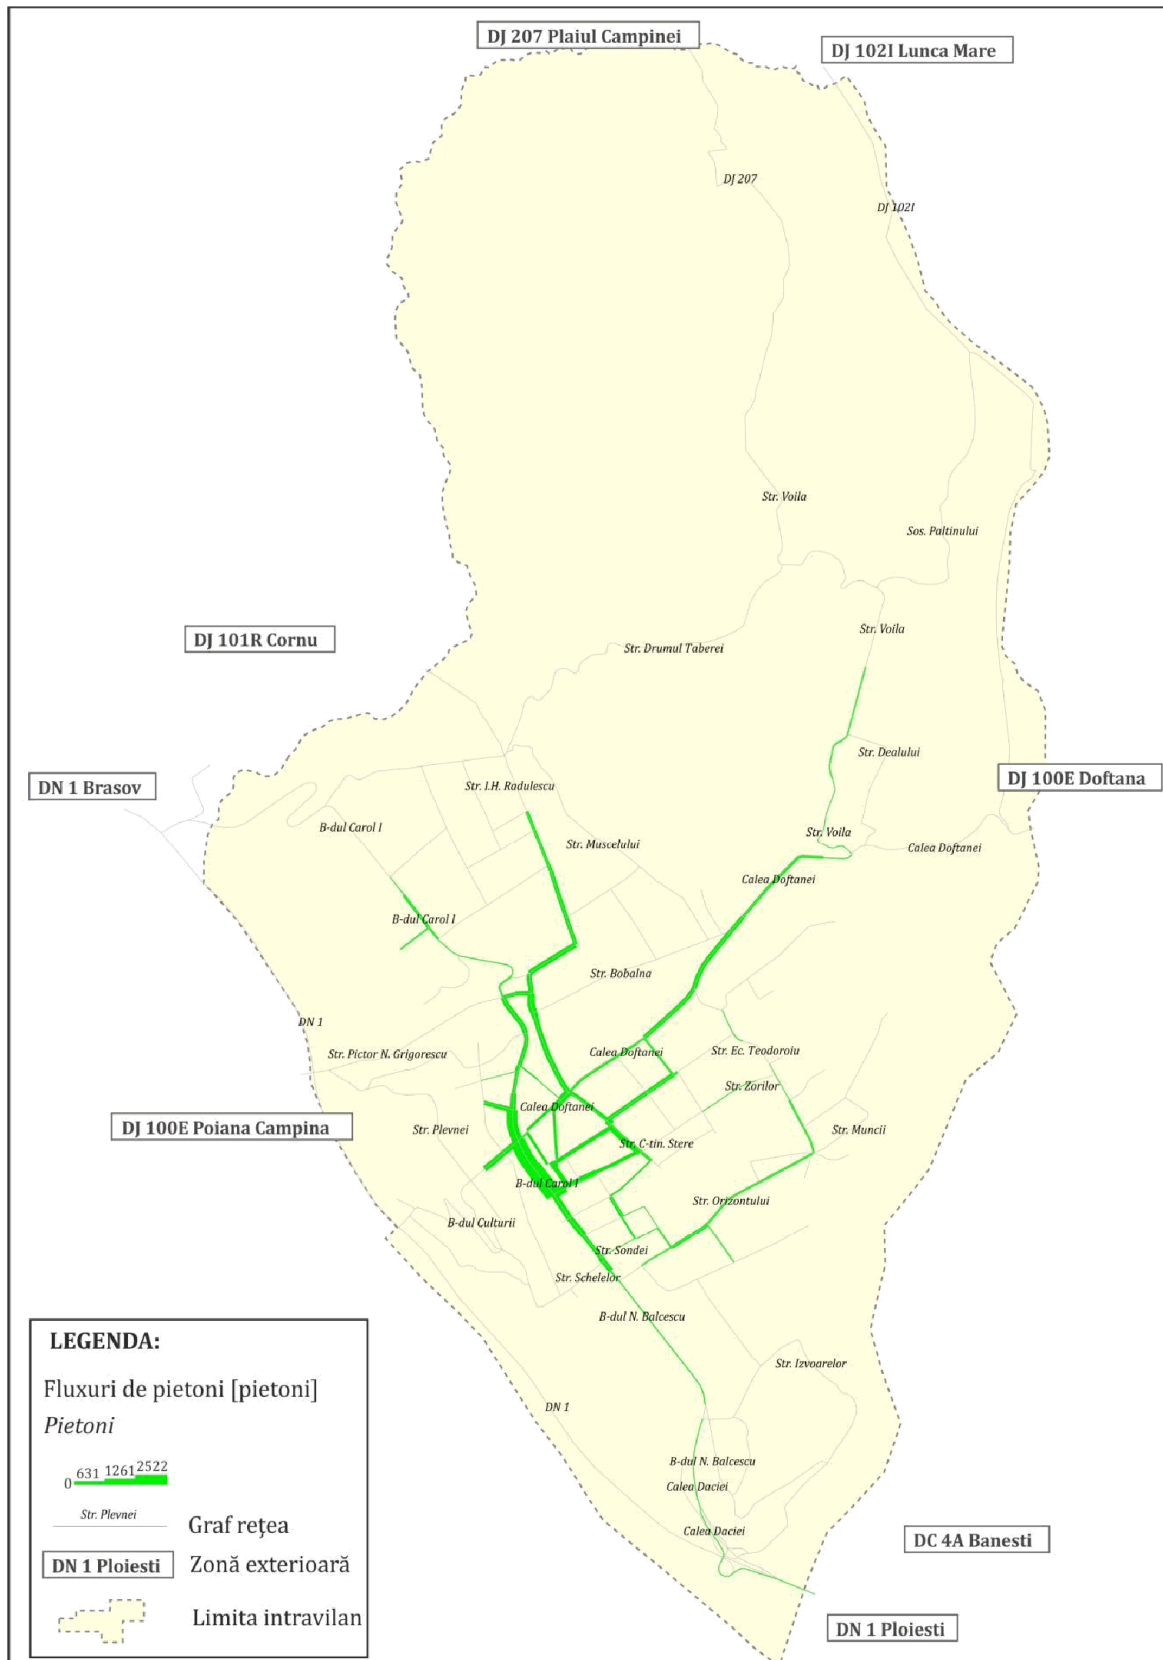 DJ 207 Plaiul Campinei
DJ 102I Lunca Mare
DJ 207
DJ 102I
Str. Voila
Sos. Paltinului
Str. Voila
DJ 101R Cornu
Str. Drumul Taberei
Str. Dealului
DN 1 Brasov
DJ 100E Doftana
Str. I.H. Radulescu
B-dul Carol I
Str. Muscelului
Str. Voila
Calea Doftanei
Calea Doftanei
B-dul Carol I
Str. Bobalna
DN 1
Str. Pictor N. Grigorescu
Calea Doftanei
Str. Ec. Teodoroiu
Str. Zorilor
Calea Doftanei
DJ 100E Poiana Campina
Str. Plevnei
Str. C-tin. Stere
Str. Muncii
B-dul Carol I
Str. Orizontului
B-dul Culturii
Str. Sondei
Str. Schelelor
B-dul N. Balcescu
Str. Izvoarelor
DN 1
B-dul N. Balcescu
Calea Daciei
Calea Daciei
DC 4A Banesti
DN 1 Ploiesti
LEGENDA:
Fluxuri de pietoni [pietoni]
Pietoni
0 631 1261 2522
Str. Plevnei
Graf rețea
DN 1 Ploiesti
Zonă exterioară
Limita intravilan